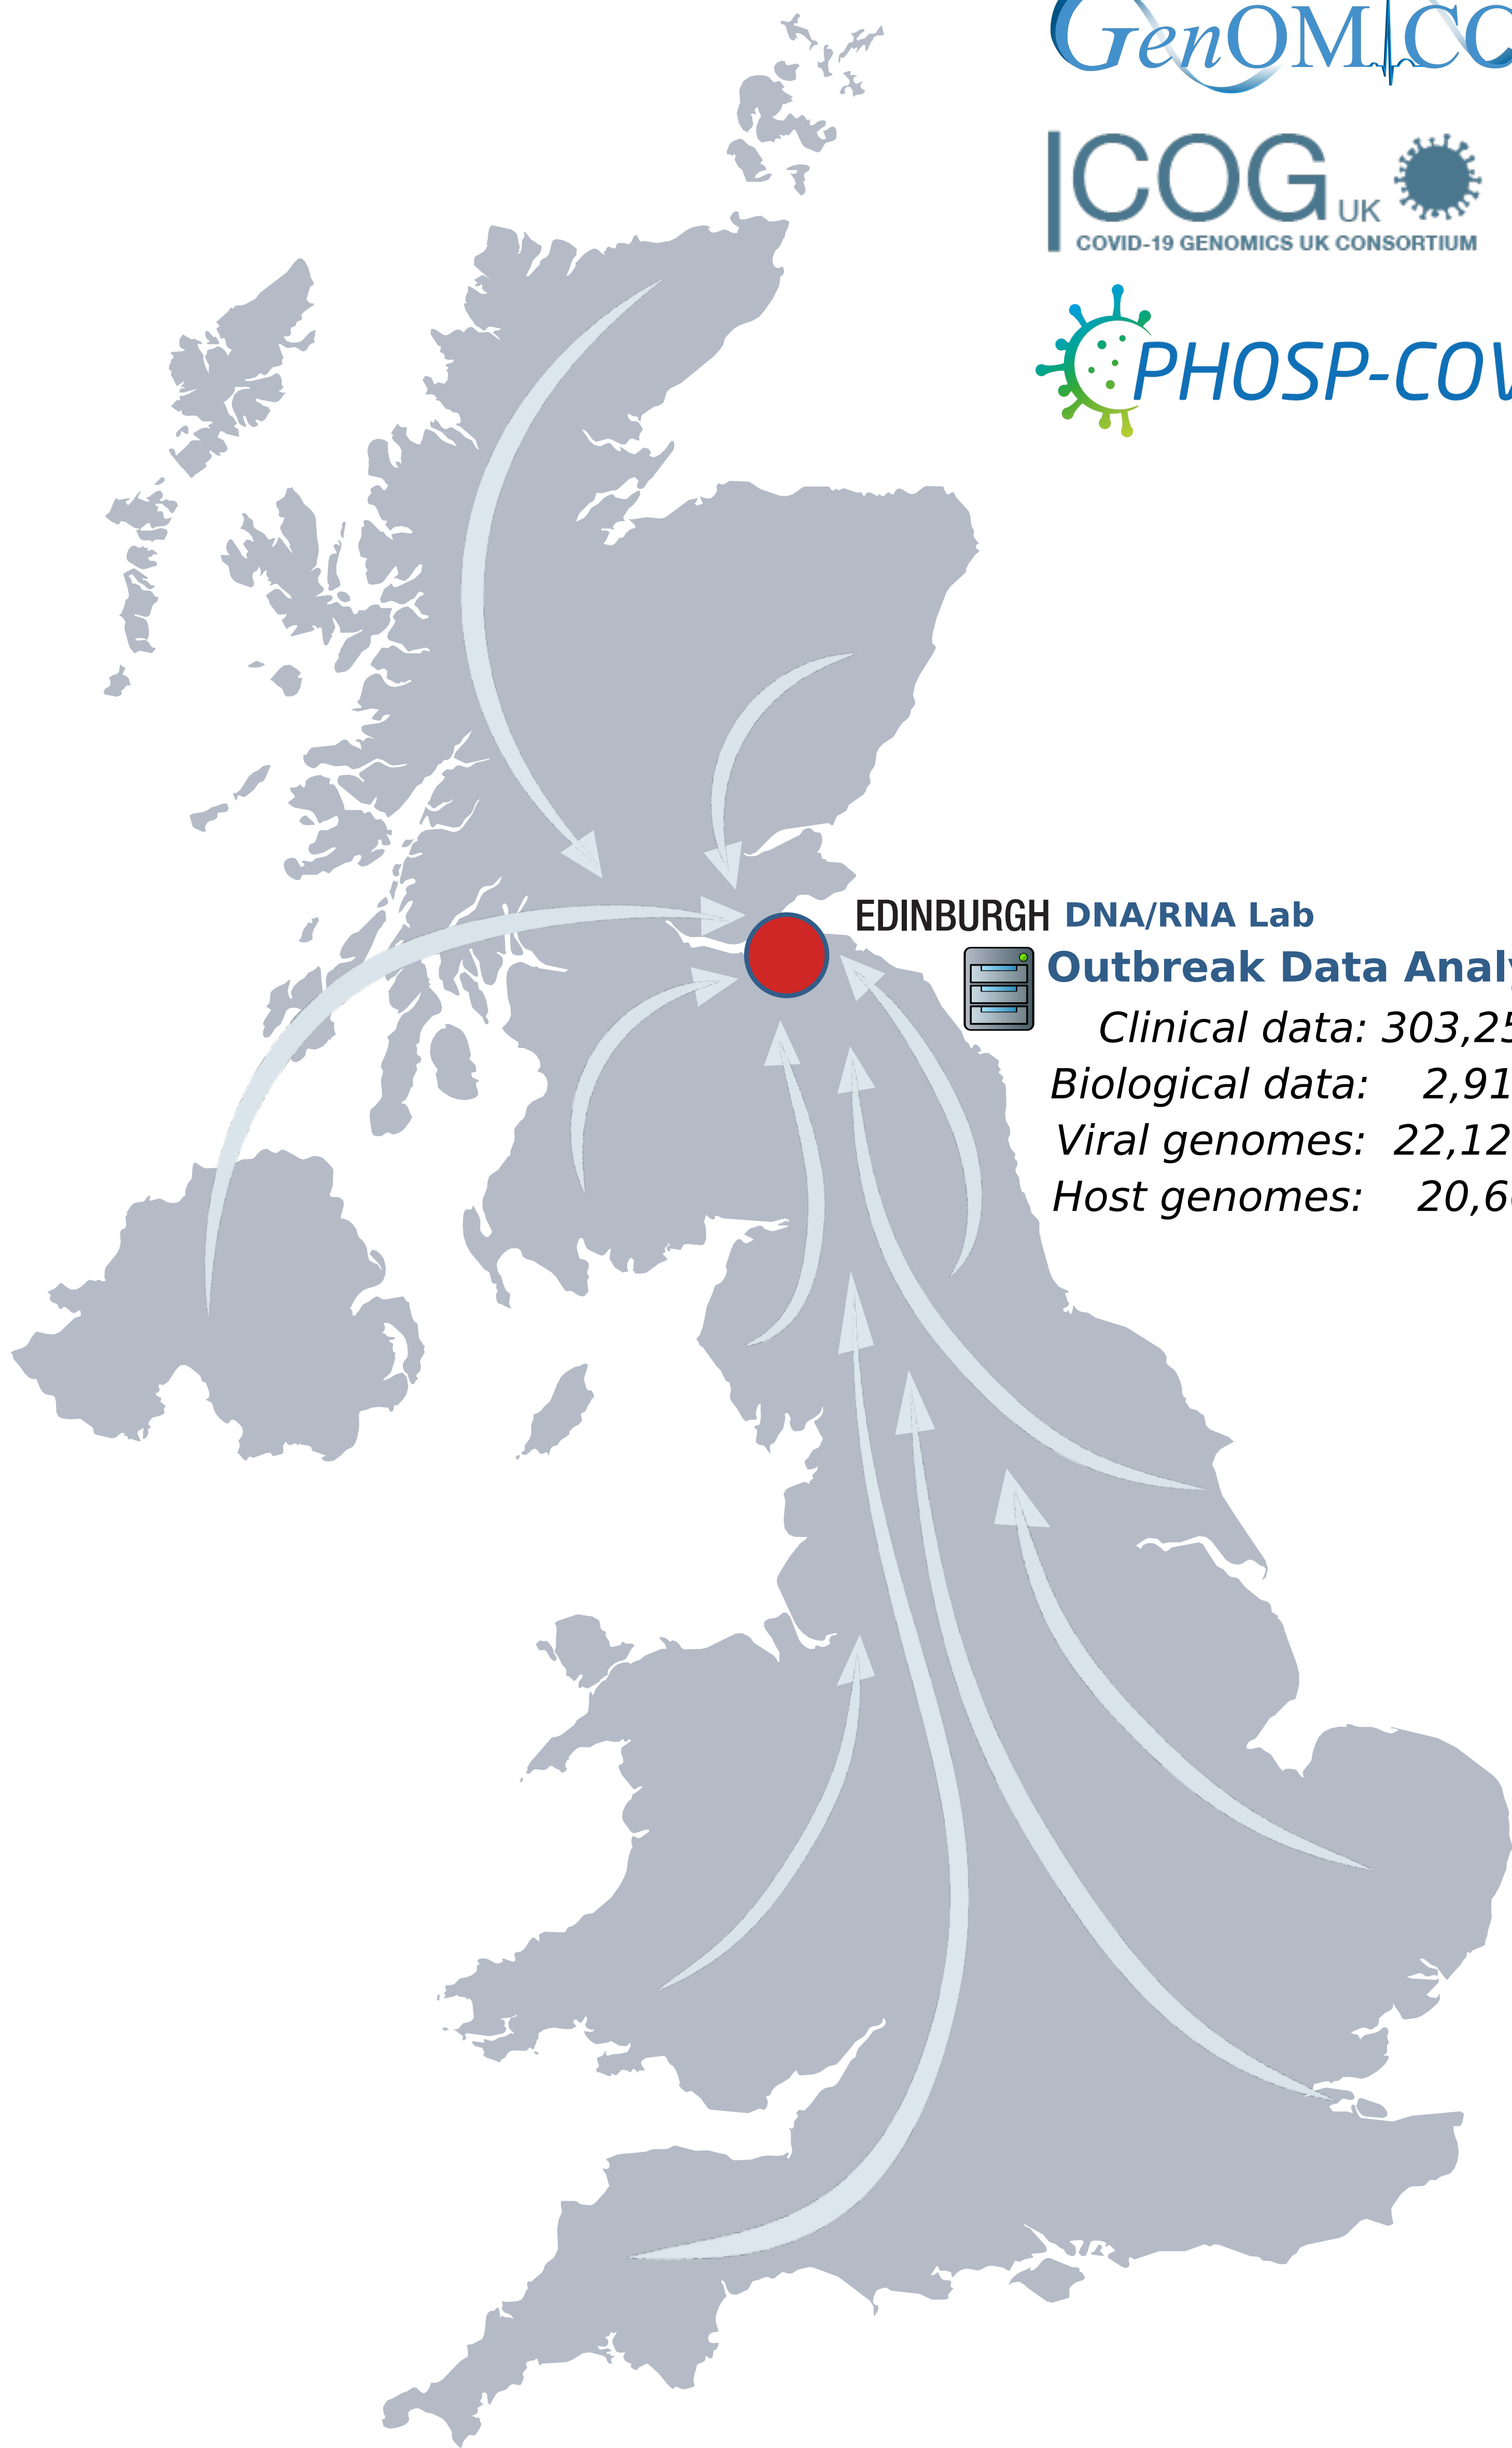 GenOMICC
COG UK
COVID-19 GENOMICS UK CONSORTIUM
PHOSP-COV
EDINBURGH DNA/RNA Lab
Outbreak Data Analy
Clinical data: 303,25
Biological data: 2,91
Viral genomes: 22,12
Host genomes: 20,6